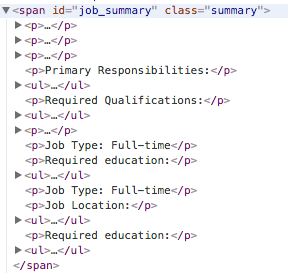 ▼<span id="job_summary" class="summary">
▶<p>…</p>
▶<p>…</p>
▶<p>…</p>
<p>Primary Responsibilities:</p>
▶<ul>…</ul>
<p>Required Qualifications:</p>
▶<ul>…</ul>
▶<p>…</p>
<p>Job Type: Full-time</p>
<p>Required education:</p>
▶<ul>…</ul>
<p>Job Type: Full-time</p>
<p>Job Location:</p>
▶<ul>…</ul>
<p>Required education:</p>
▶<ul>…</ul>
</span>